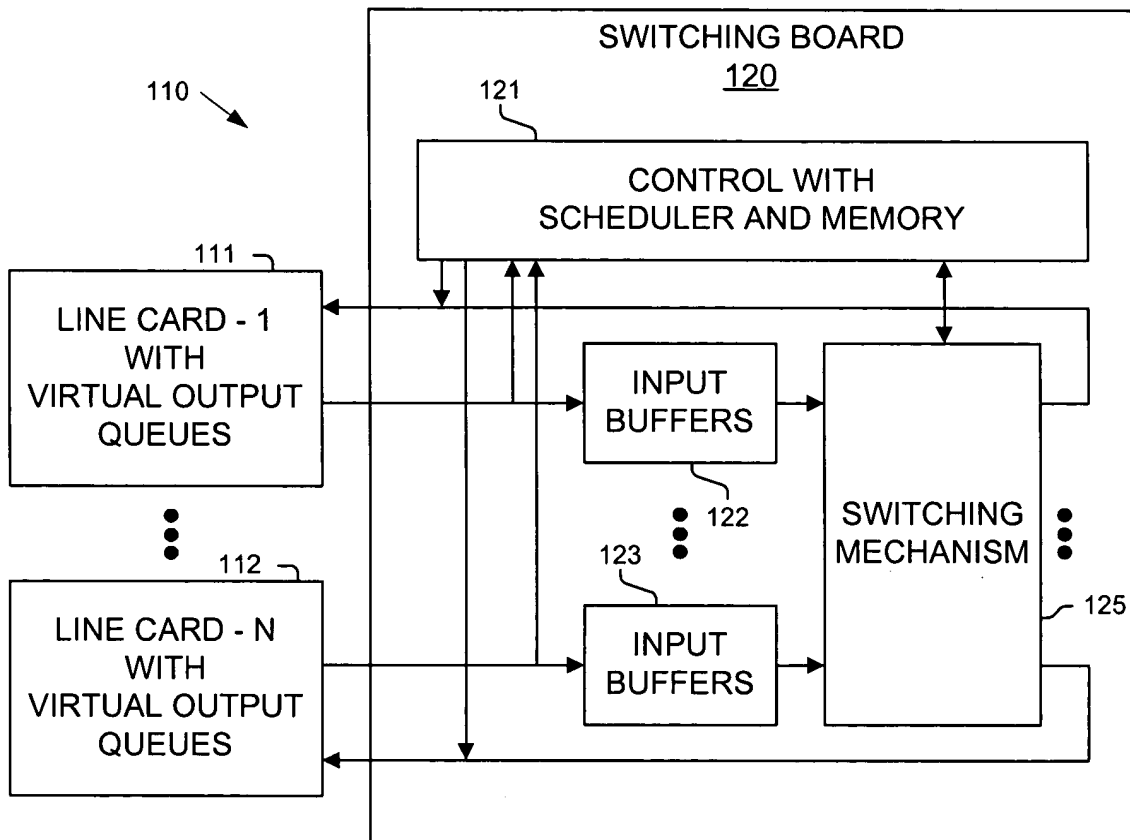 SWITCHING BOARD
120
110
121
CONTROL WITH
SCHEDULER AND MEMORY
111
LINE CARD - 1
WITH
VIRTUAL OUTPUT
QUEUES
INPUT
BUFFERS
122
SWITCHING
MECHANISM
125
112
LINE CARD - N
WITH
VIRTUAL OUTPUT
QUEUES
123
INPUT
BUFFERS